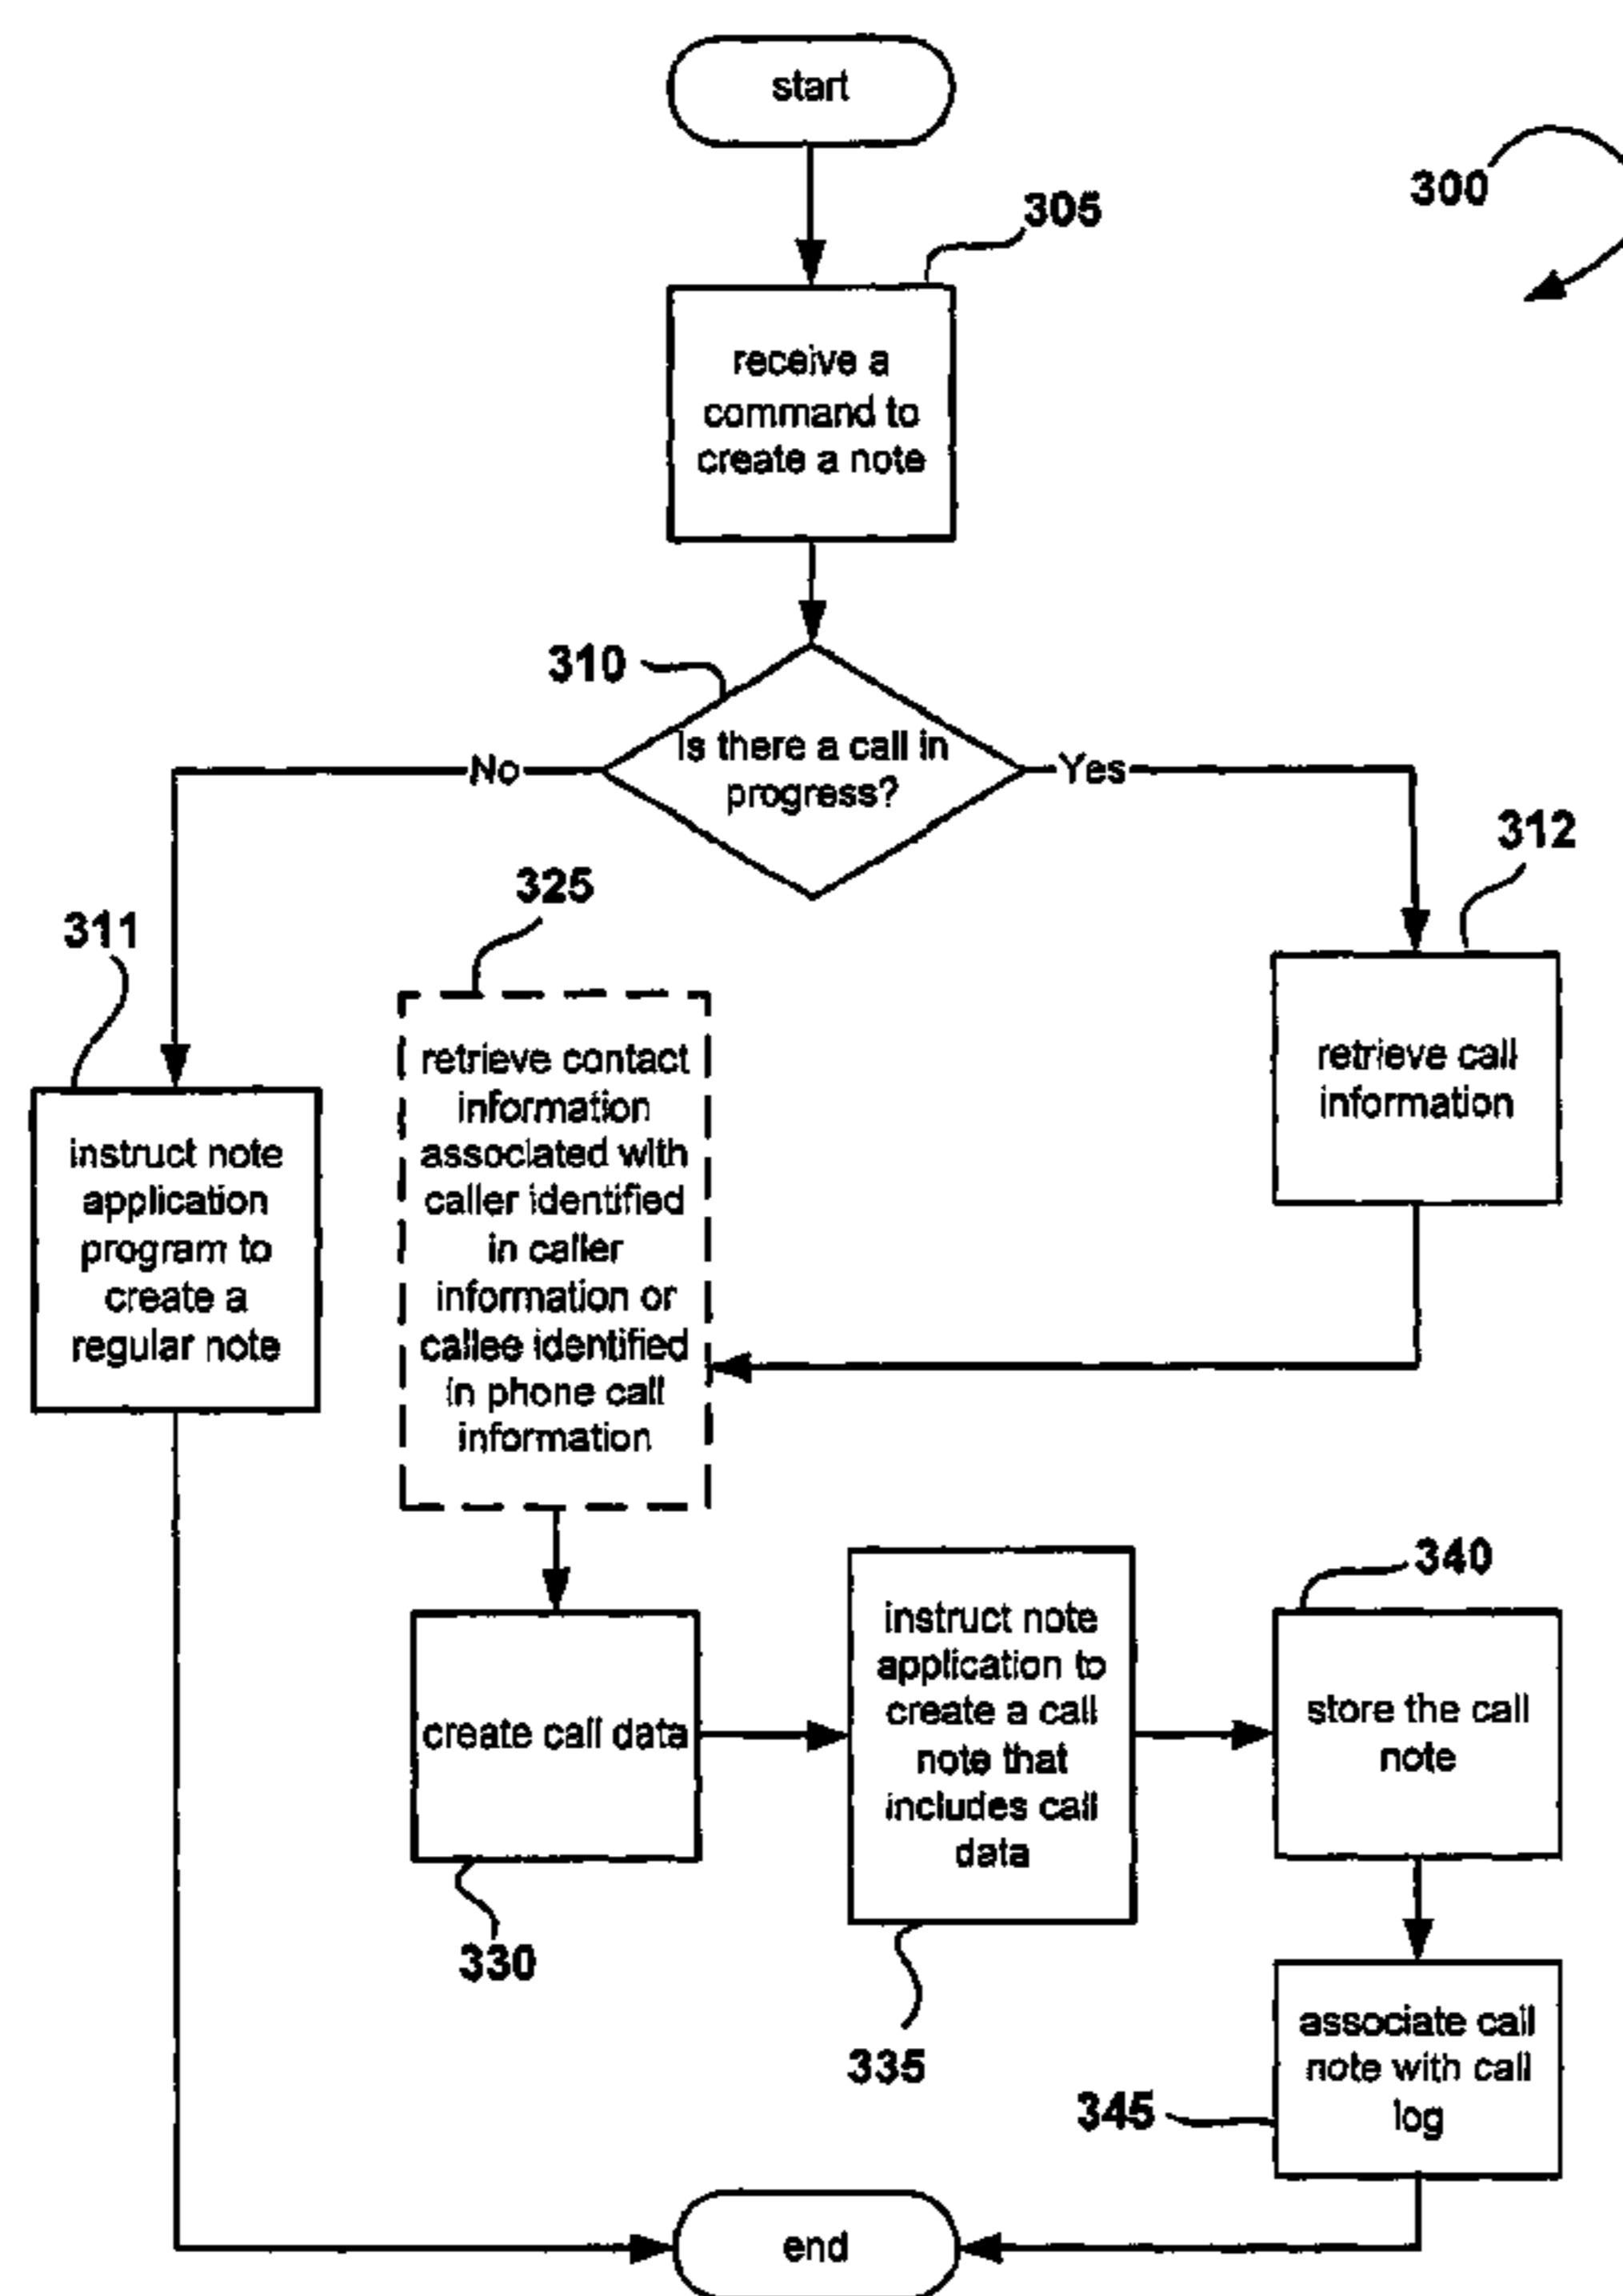 start
300
305
receive a
command to
create a note
310
Is there a call in
progress?
No
Yes
312
325
311
retrieve contact
information
associated with
caller identified
in caller
information or
callee identified
in phone call
information
retrieve call
information
instruct note
application
program to
create a
regular note
340
instruct note
application to
create a call
note that
includes call
data
create call data
store the call
note
330
335
associate call
note with call
log
345
end